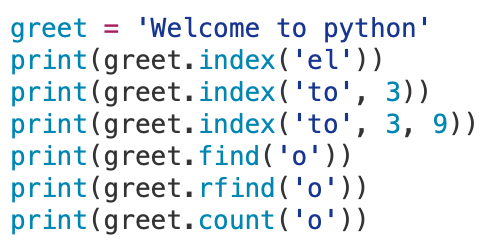 greet = 'Welcome to python'
print(greet.index('el'))
print(greet.index('to', 3))
print(greet.index('to', 3, 9))
print(greet.find('o'))
print(greet.rfind('o'))
print(greet.count('o'))